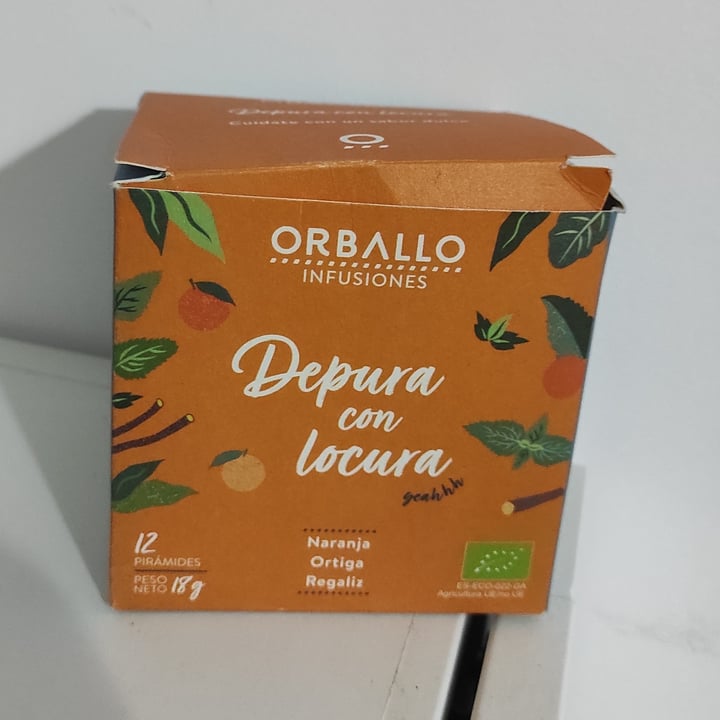 Depura con locura
Cuídate con un sabor dulce
ORBALLO
INFUSIONES
Depura
con
locura
yeahhh
12
PIRÁMIDES
PESO
NETO 18g
Naranja
Ortiga
Regaliz
ES-ECO-022-GA
Agricultura UE/no UE